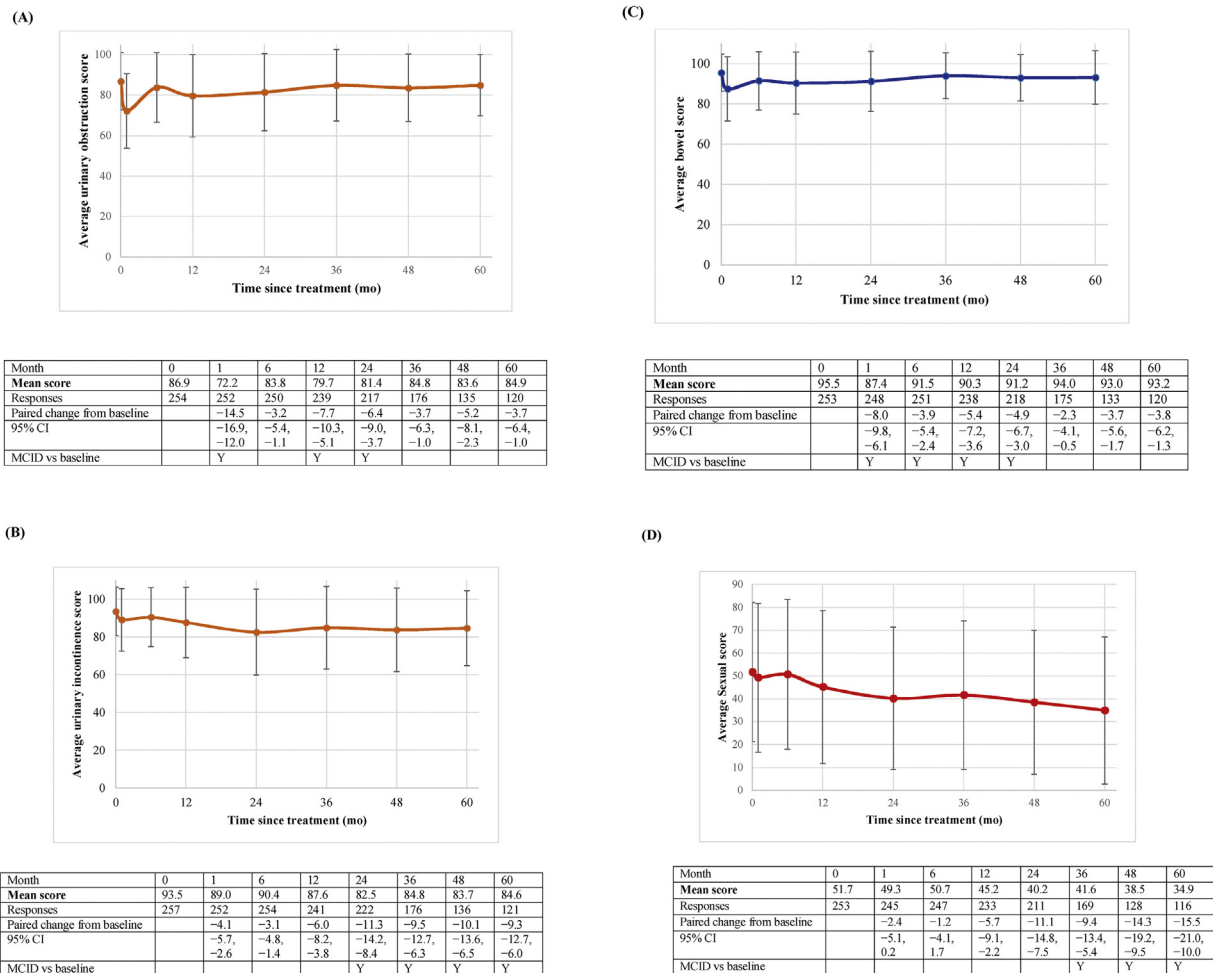 (A)
Average urinary obstruction score
100
80
60
40
20
0
0 12 24 36 48 60
Time since treatment (mo)
Month 0 1 6 12 24 36 48 60
Mean score 86.9 72.2 83.8 79.7 81.4 84.8 83.6 84.9
Responses 254 252 250 239 217 176 135 120
Paired change from baseline −14.5 −3.2 −7.7 −6.4 −3.7 −5.2 −3.7
95% CI −16.9, −5.4, −10.3, −9.0, −6.3, −8.1, −6.4,
−12.0 −1.1 −5.1 −3.7 −1.0 −2.3 −1.0
MCID vs baseline Y Y Y
(B)
Average urinary incontinence score
100
80
60
40
20
0
0 12 24 36 48 60
Time since treatment (mo)
Month 0 1 6 12 24 36 48 60
Mean score 93.5 89.0 90.4 87.6 82.5 84.8 83.7 84.6
Responses 257 252 254 241 222 176 136 121
Paired change from baseline −4.1 −3.1 −6.0 −11.3 −9.5 −10.1 −9.3
95% CI −5.7, −4.8, −8.2, −14.2, −12.7, −13.6, −12.7,
−2.6 −1.4 −3.8 −8.4 −6.3 −6.5 −6.0
MCID vs baseline Y Y Y Y
(C)
Average bowel score
100
80
60
40
20
0
0 12 24 36 48 60
Time since treatment (mo)
Month 0 1 6 12 24 36 48 60
Mean score 95.5 87.4 91.5 90.3 91.2 94.0 93.0 93.2
Responses 253 248 251 238 218 175 133 120
Paired change from baseline −8.0 −3.9 −5.4 −4.9 −2.3 −3.7 −3.8
95% CI −9.8, −5.4, −7.2, −6.7, −4.1, −5.6, −6.2,
−6.1 −2.4 −3.6 −3.0 −0.5 −1.7 −1.3
MCID vs baseline Y Y Y Y
(D)
Average Sexual score
90
80
70
60
50
40
30
20
10
0
0 12 24 36 48 60
Time since treatment (mo)
Month 0 1 6 12 24 36 48 60
Mean score 51.7 49.3 50.7 45.2 40.2 41.6 38.5 34.9
Responses 253 245 247 233 211 169 128 116
Paired change from baseline −2.4 −1.2 −5.7 −11.1 −9.4 −14.3 −15.5
95% CI −5.1, −4.1, −9.1, −14.8, −13.4, −19.2, −21.0,
0.2 1.7 −2.2 −7.5 −5.4 −9.5 −10.0
MCID vs baseline Y Y Y